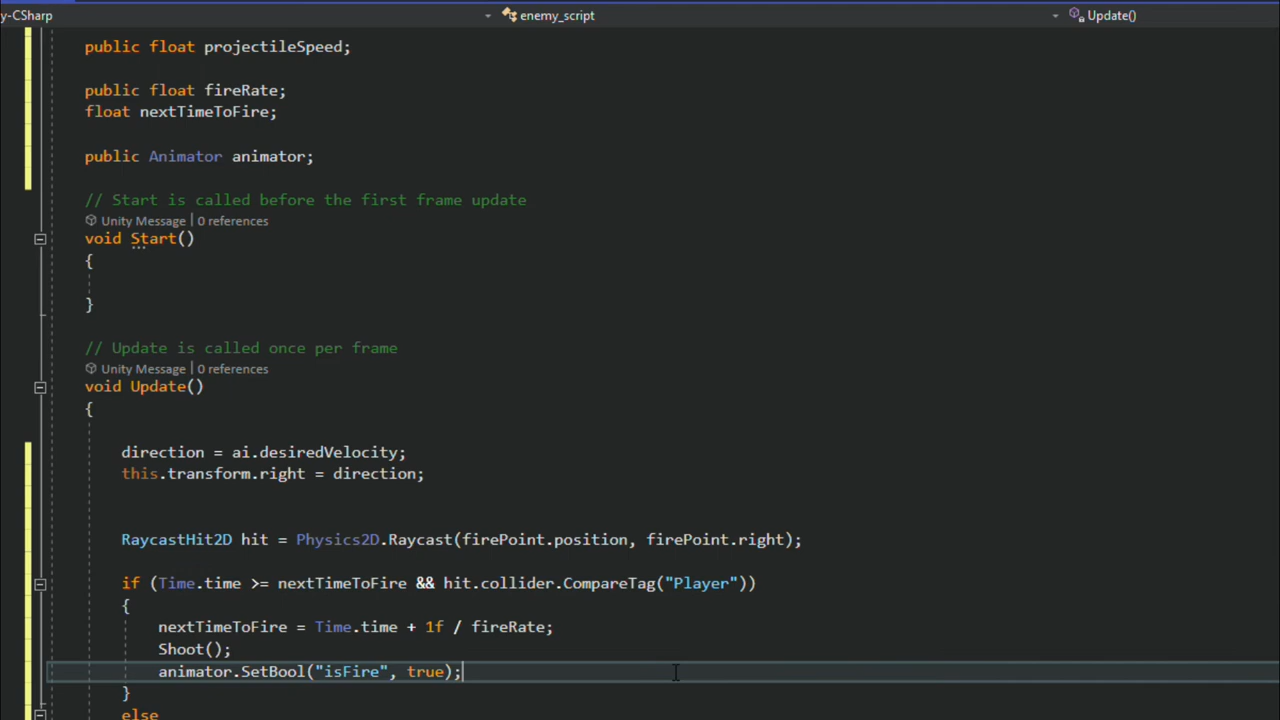 y-CSharp enemy_script Update()
public float projectileSpeed;
public float fireRate;
float nextTimeToFire;
public Animator animator;
// Start is called before the first frame update
Unity Message | 0 references
void Start()
{
}
// Update is called once per frame
Unity Message | 0 references
void Update()
{
direction = ai.desiredVelocity;
this.transform.right = direction;
RaycastHit2D hit = Physics2D.Raycast(firePoint.position, firePoint.right);
if (Time.time >= nextTimeToFire && hit.collider.CompareTag("Player"))
{
nextTimeToFire = Time.time + 1f / fireRate;
Shoot();
animator.SetBool("isFire", true);
}
else